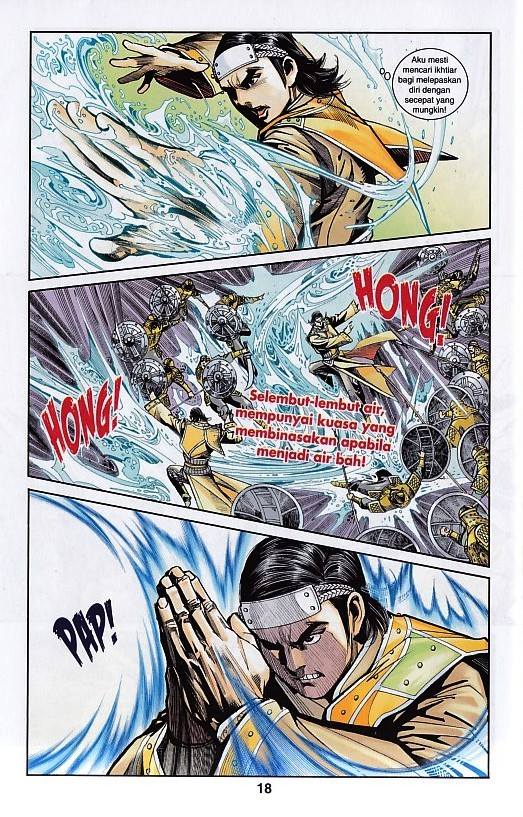 Aku mesti
mencari ikhtiar
bagi melepaskan
diri dengan
secepat yang
mungkin!
HONG!
HONG!
Selembut-lembut air,
mempunyai kuasa yang
membinasakan apabila
menjadi air bah!
PAP!
18